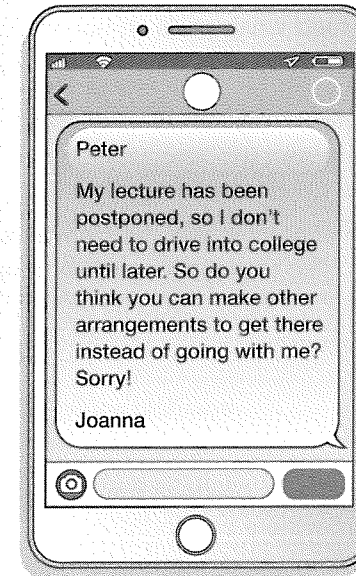 Peter
My lecture has been
postponed, so I don't
need to drive into college
until later. So do you
think you can make other
arrangements to get there
instead of going with me?
Sorry!
Joanna